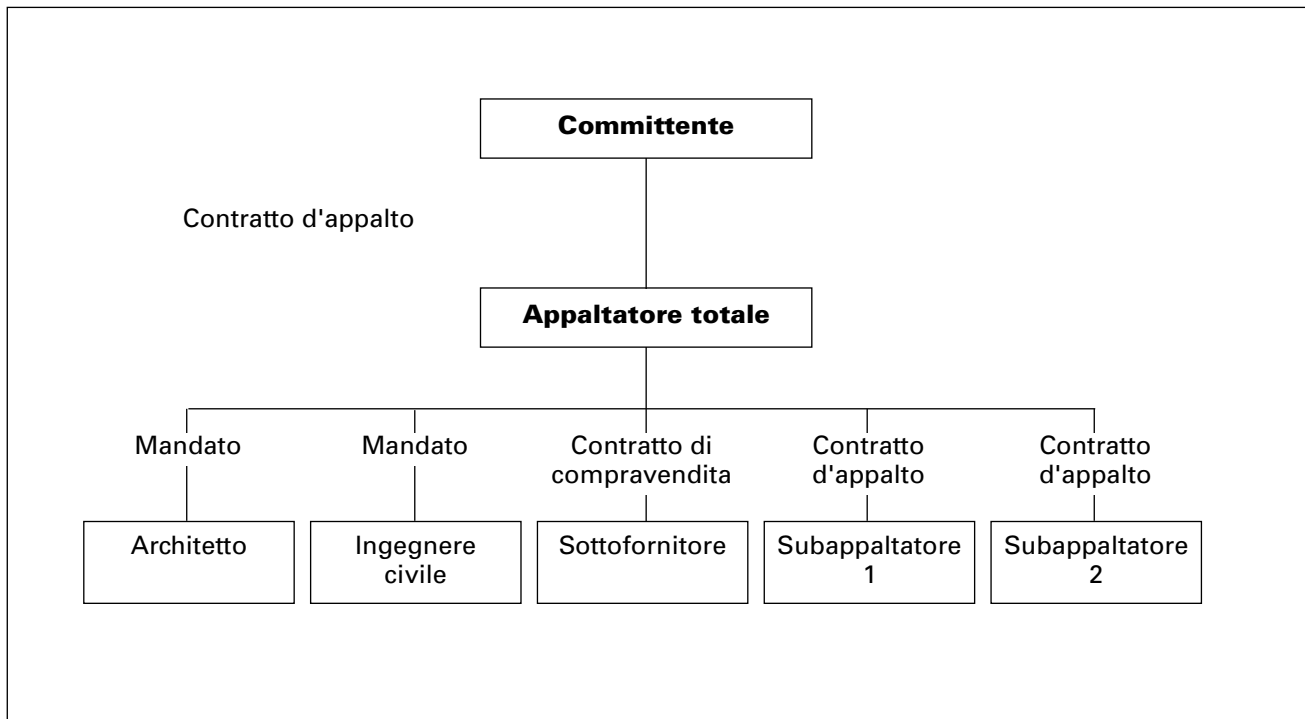 Committente
Contratto d'appalto
Appaltatore totale
Mandato
Mandato
Contratto di
compravendita
Contratto
d'appalto
Contratto
d'appalto
Architetto
Ingegnere
civile
Sottofornitore
Subappaltatore
1
Subappaltatore
2